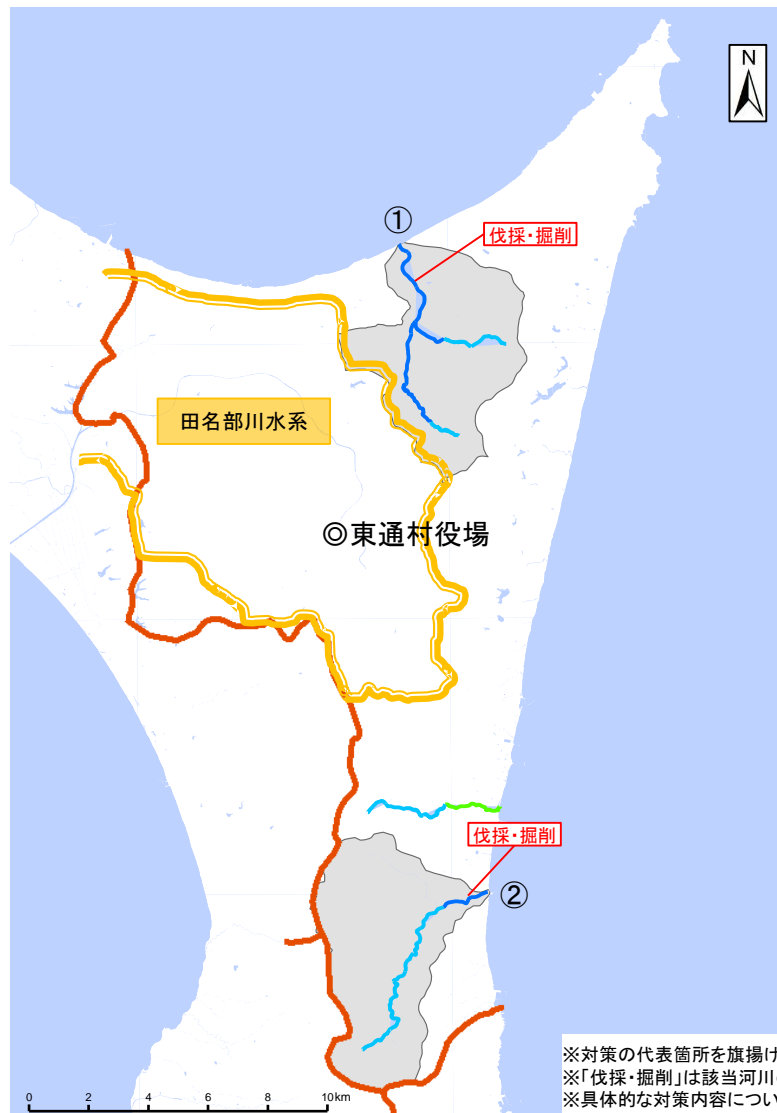 N
①
伐採・掘削
田名部川水系
◎東通村役場
伐採・掘削
②
※対策の代表箇所を旗揚げ
※「伐採・掘削」は該当河川
※具体的な対策内容につい
0 2 4 6 10km